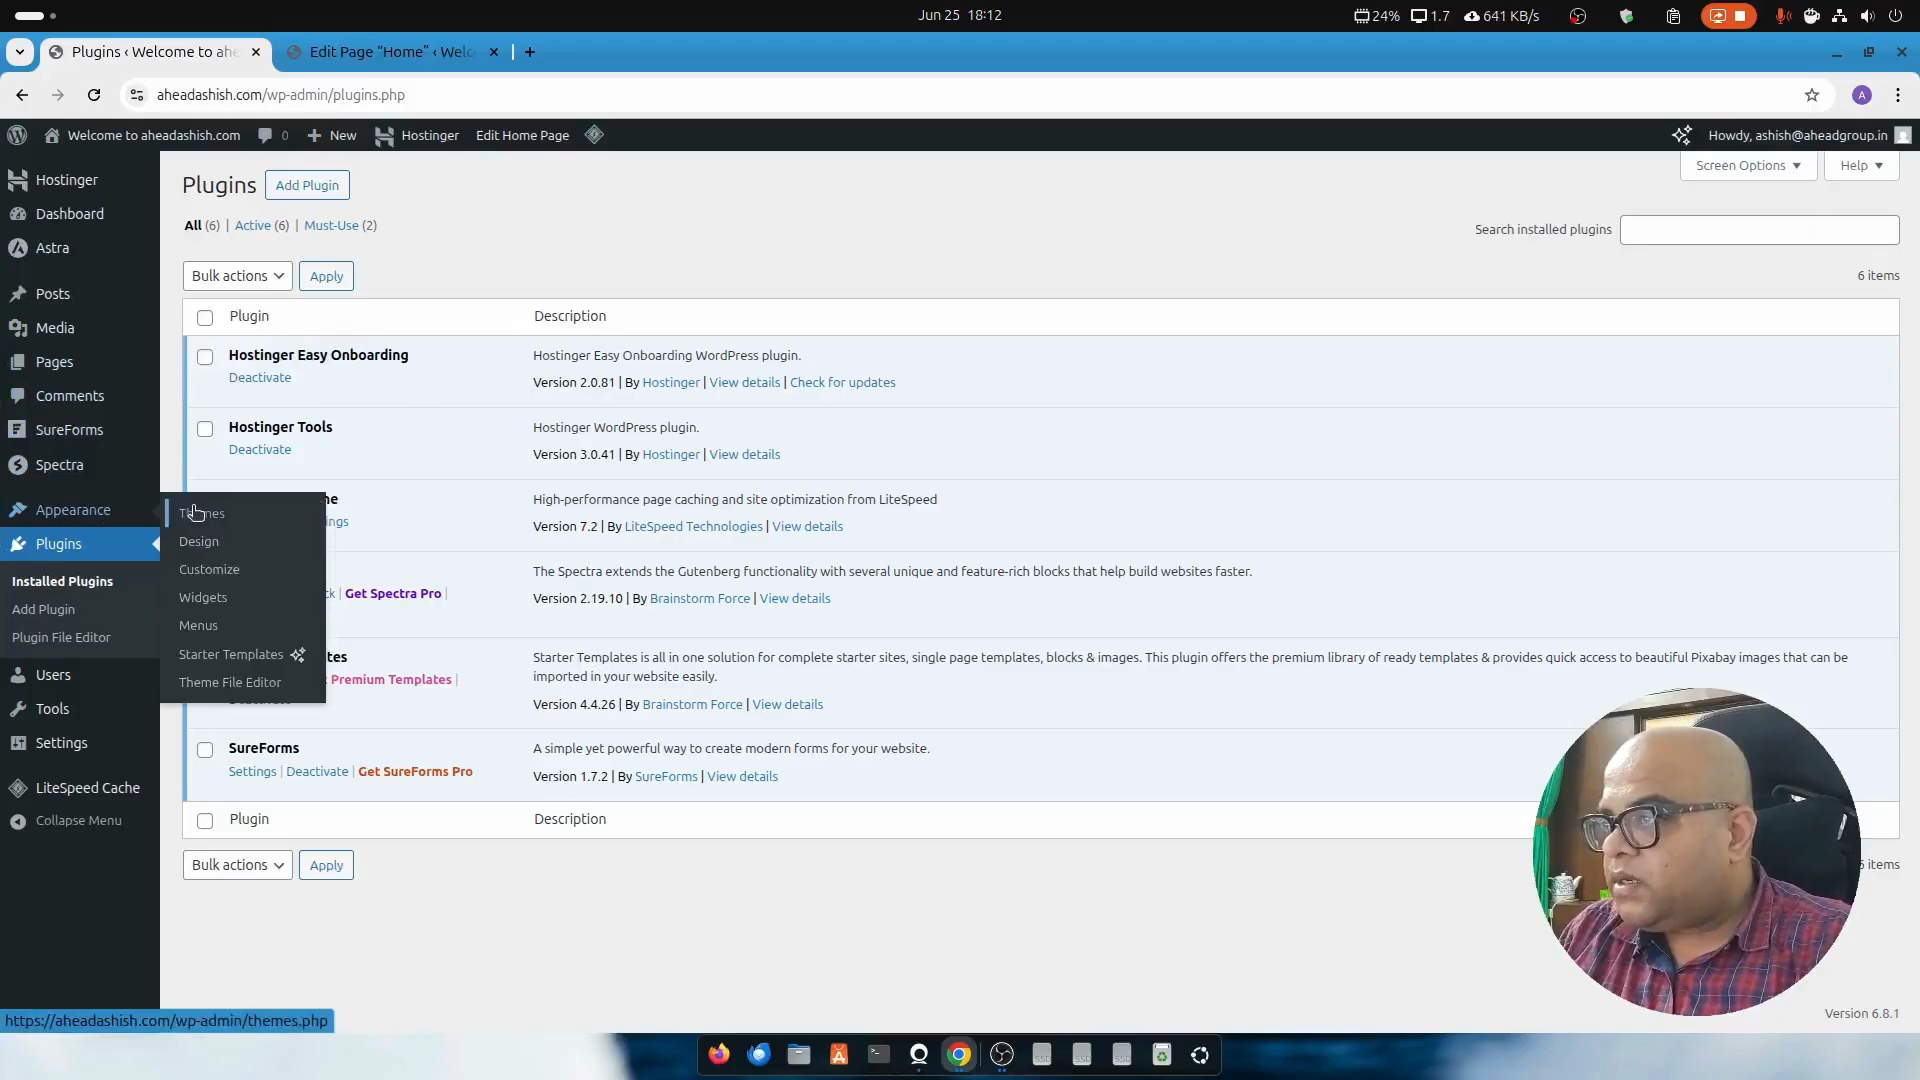 Jun 25 18:12
24%
1.7
641 KB/s
Plugins ‹ Welcome to ahe
Edit Page “Home” ‹ Welc
aheadashish.com/wp-admin/plugins.php
A
Welcome to aheadashish.com
0
New
Hostinger
Edit Home Page
Howdy, ashish@aheadgroup.in
Hostinger
Dashboard
Astra
Posts
Media
Pages
Comments
SureForms
Spectra
Appearance
Plugins
Installed Plugins
Add Plugin
Plugin File Editor
Users
Tools
Settings
LiteSpeed Cache
Collapse Menu
Themes
Design
Customize
Widgets
Menus
Starter Templates
Theme File Editor
Plugins
Add Plugin
Screen Options
Help
All (6) | Active (6) | Must-Use (2)
Search installed plugins
Bulk actions
Apply
6 items
Plugin
Description
Hostinger Easy Onboarding
Deactivate
Hostinger Easy Onboarding WordPress plugin.
Version 2.0.81 | By Hostinger | View details | Check for updates
Hostinger Tools
Deactivate
Hostinger WordPress plugin.
Version 3.0.41 | By Hostinger | View details
High-performance page caching and site optimization from LiteSpeed
Version 7.2 | By LiteSpeed Technologies | View details
Get Spectra Pro |
The Spectra extends the Gutenberg functionality with several unique and feature-rich blocks that help build websites faster.
Version 2.19.10 | By Brainstorm Force | View details
Premium Templates |
Starter Templates is all in one solution for complete starter sites, single page templates, blocks & images. This plugin offers the premium library of ready templates & provides quick access to beautiful Pixabay images that can be
imported in your website easily.
Version 4.4.26 | By Brainstorm Force | View details
SureForms
Settings | Deactivate | Get SureForms Pro
A simple yet powerful way to create modern forms for your website.
Version 1.7.2 | By SureForms | View details
Plugin
Description
Bulk actions
Apply
items
Version 6.8.1
https://aheadashish.com/wp-admin/themes.php
SSD
SSD
SSD